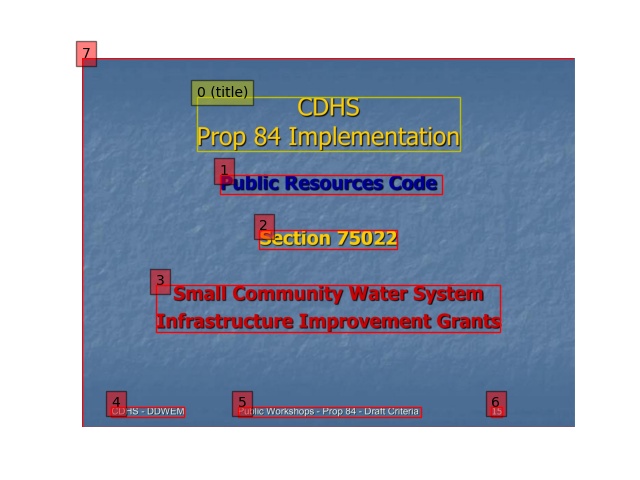 7
0 (title)
CDHS
Prop 84 Implementation
1
Public Resources Code
2
Section 75022
3
Small Community Water System
Infrastructure Improvement Grants
4
CDHS - DDWEM
5
Public Workshops - Prop 84 - Draft Criteria
6
15